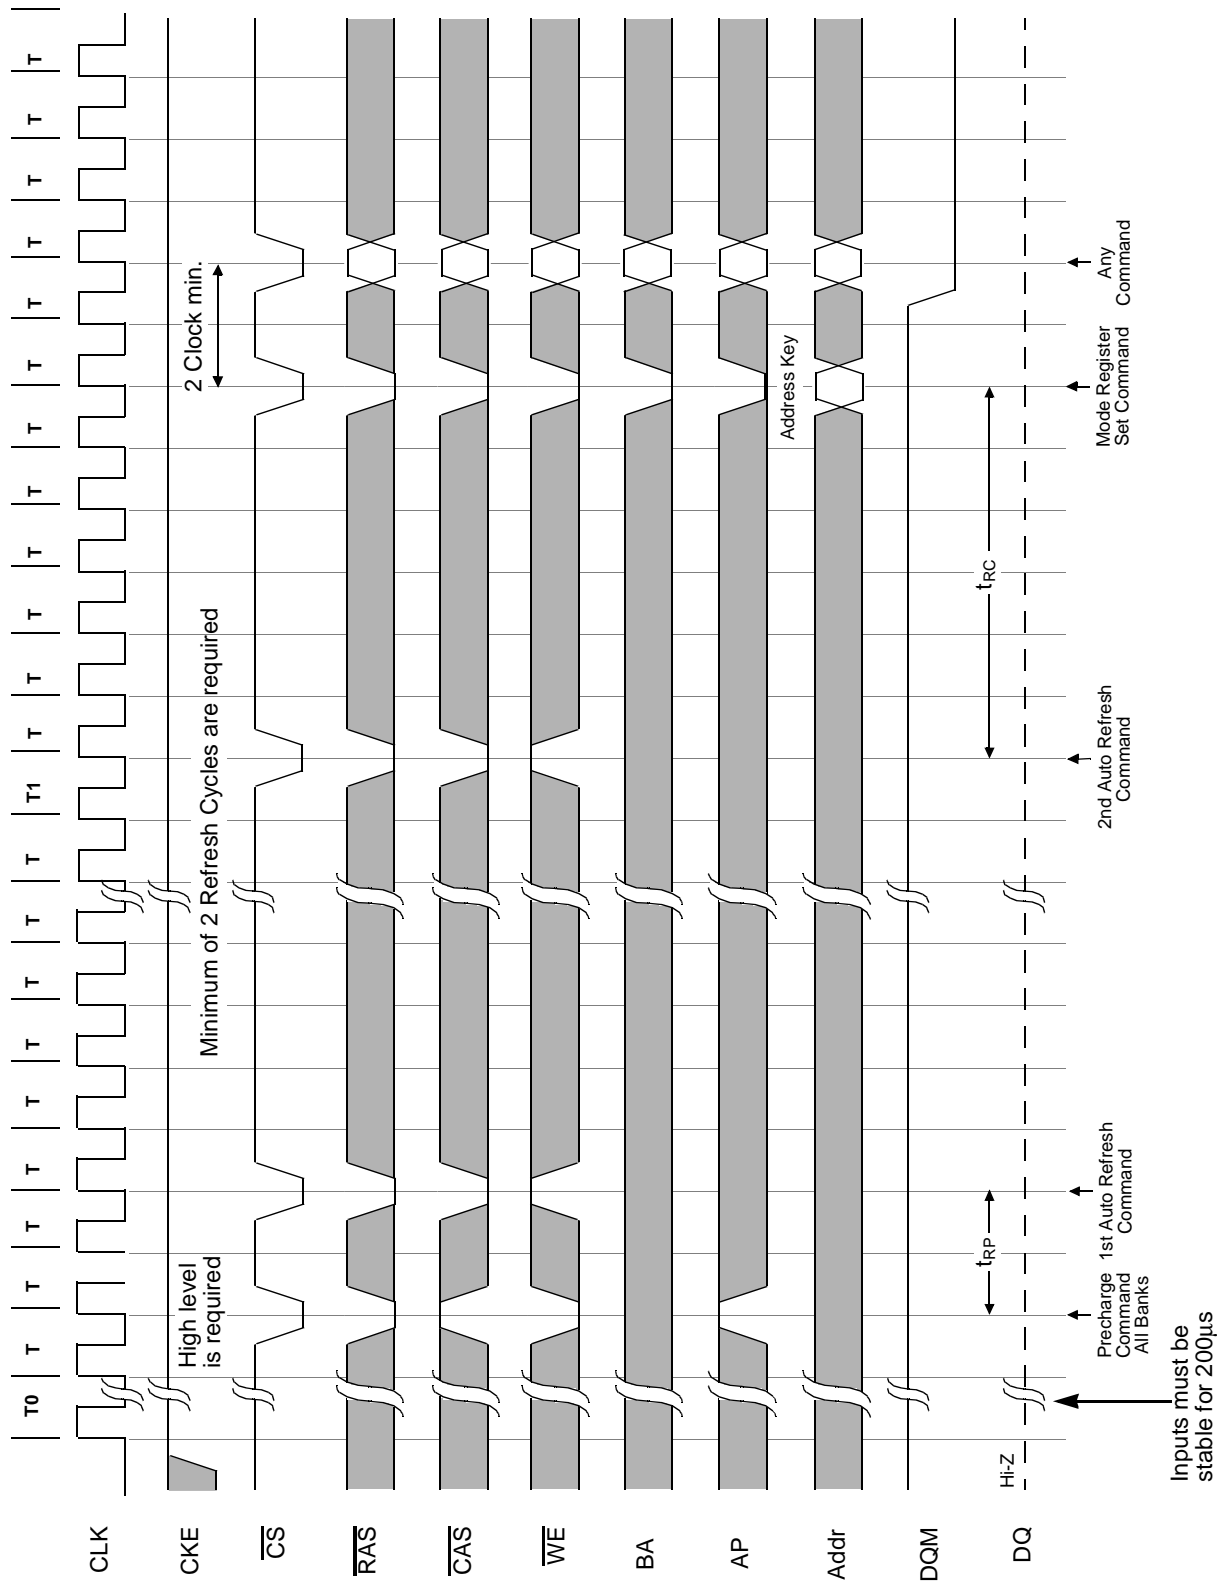 T0
T
T
T
T
T
T
T
T
T
T1
T
T
T
T
T
T
T
T
T
T
T
T
CLK
CKE
High level
is required
Minimum of 2 Refresh Cycles are required
2 Clock min.
CS
RAS
CAS
WE
BA
AP
Address Key
Addr
DQM
tRP
tRC
DQ
Hi-Z
Precharge
Command
All Banks
1st Auto Refresh
Command
2nd Auto Refresh
Command
Mode Register
Set Command
Any
Command
Inputs must be
stable for 200µs